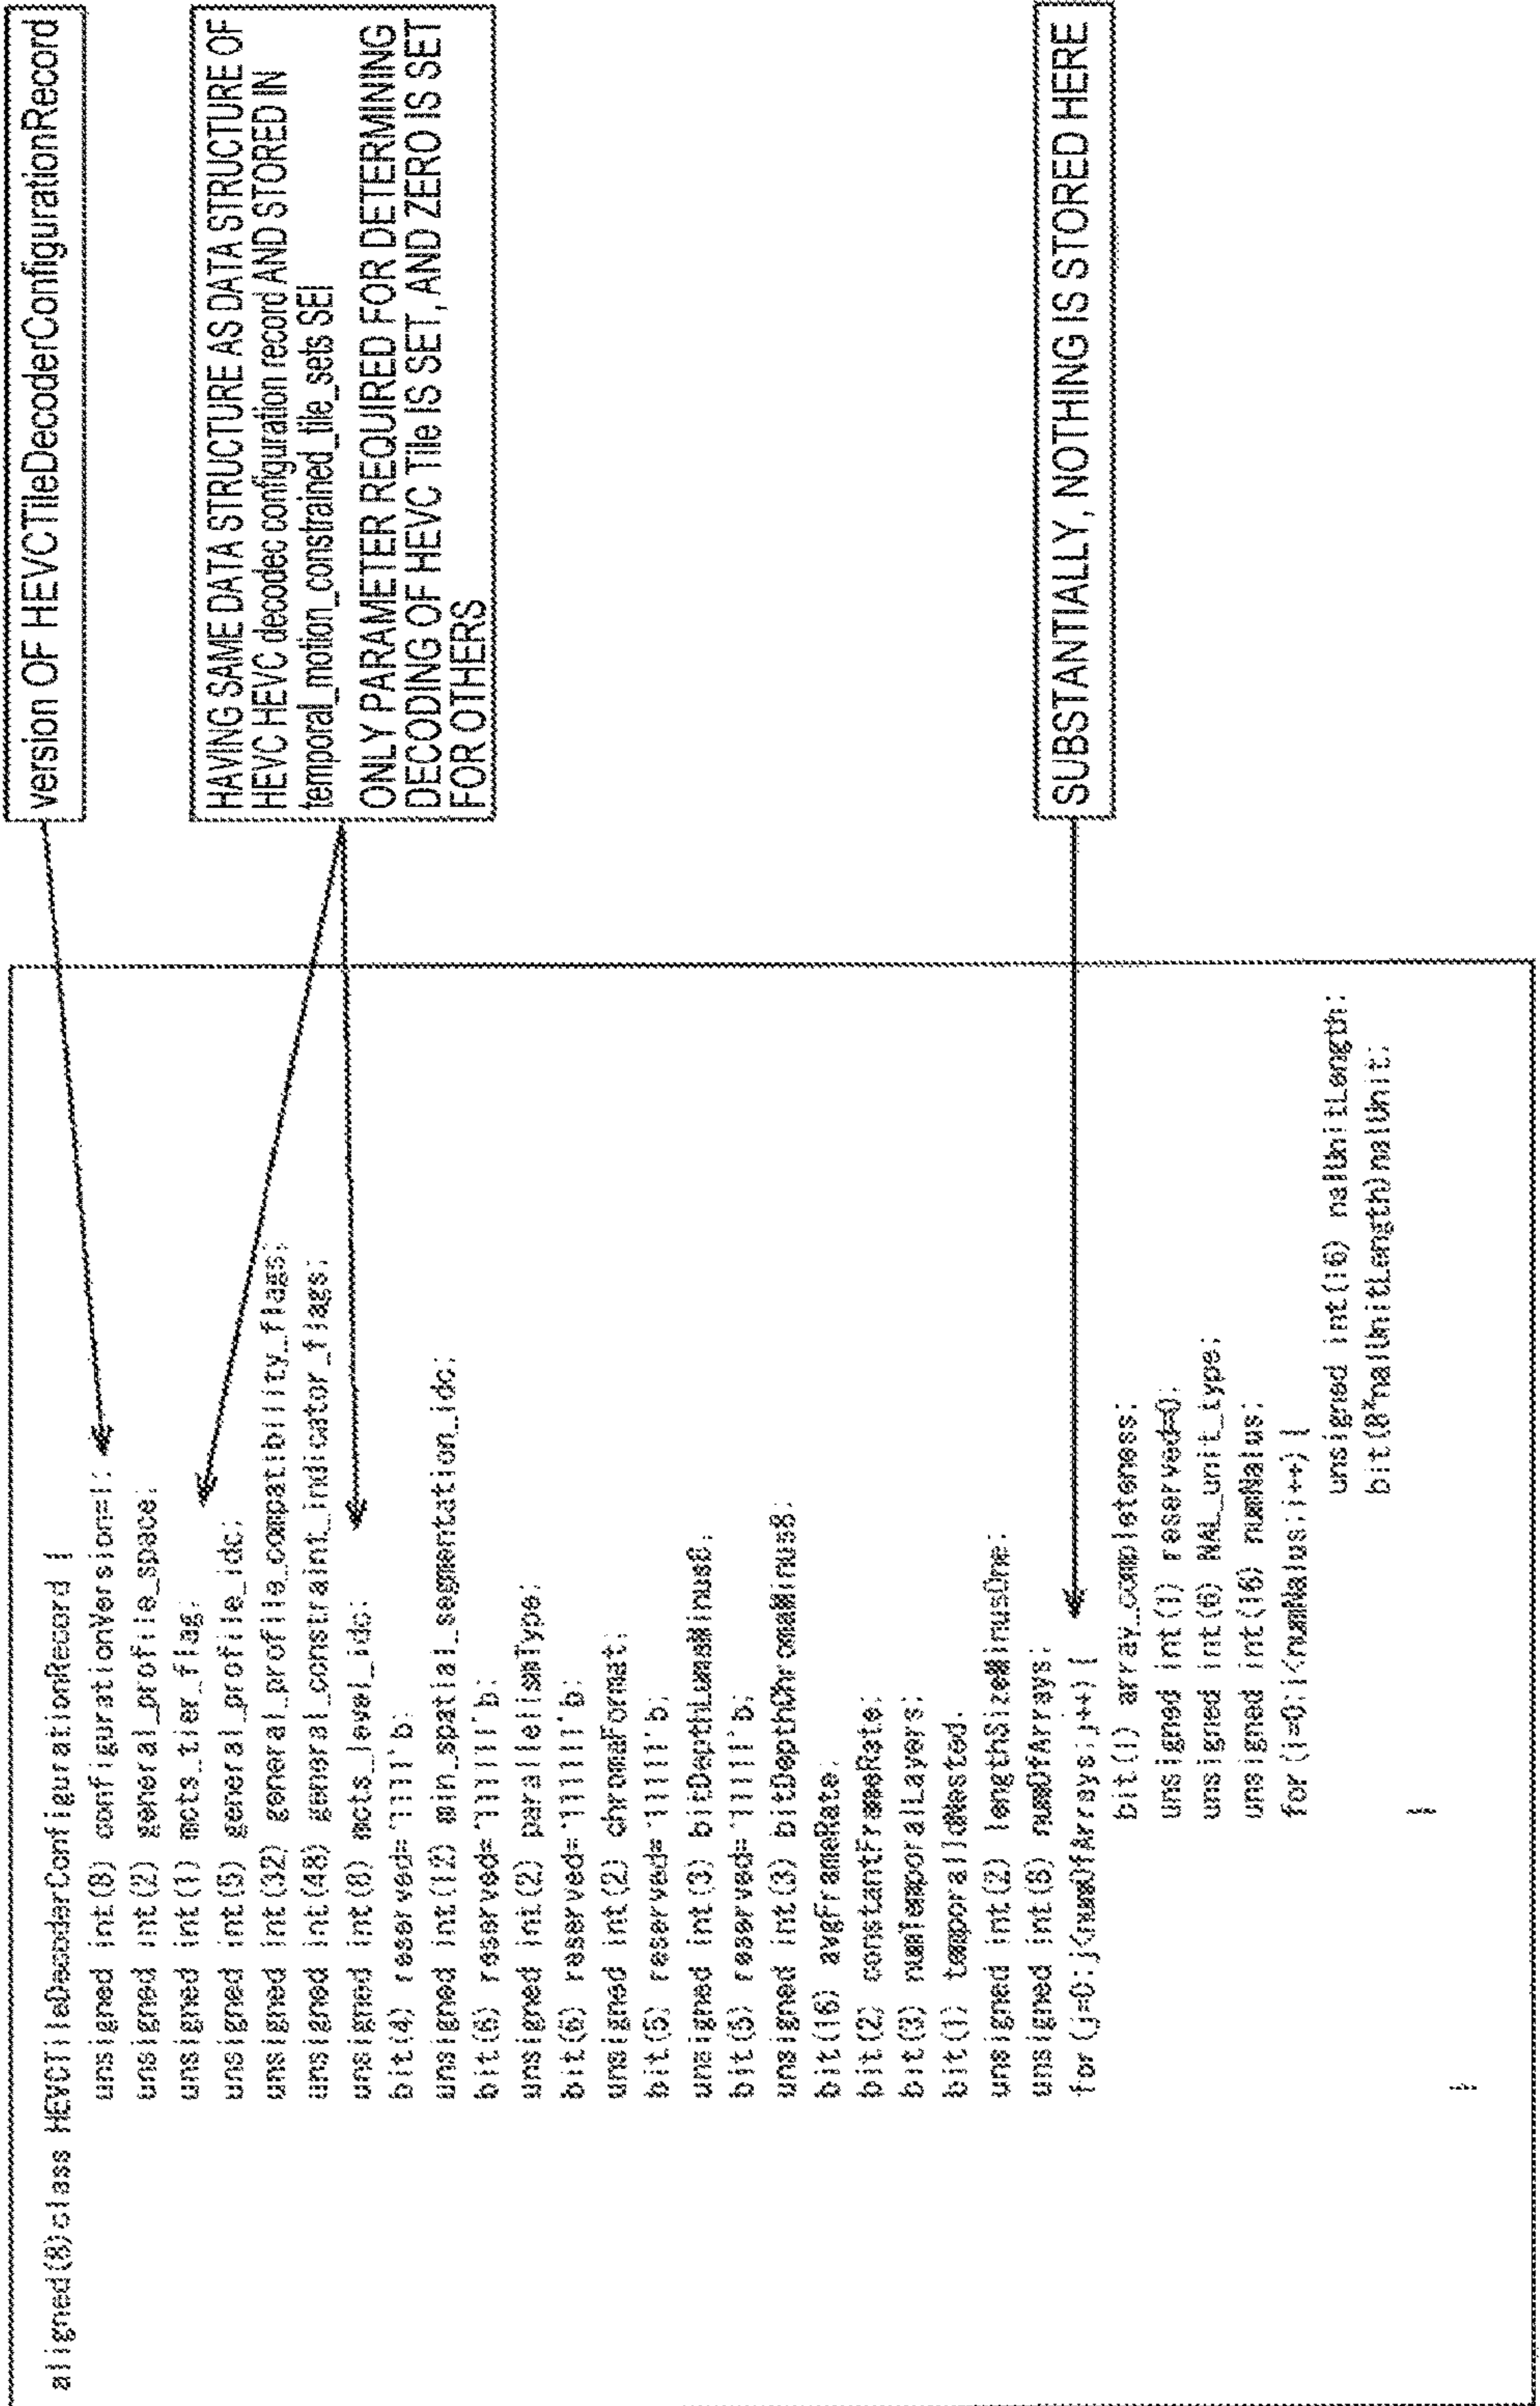 aligned(8)class HEVCTileDecoderConfigurationRecord {
unsigned int(8) configurationVersion=1;
unsigned int(2) general_profile_space;
unsigned int(1) mcts_tier_flag;
unsigned int(5) general_profile_idc;
unsigned int(32) general_profile_compatibility_flags;
unsigned int(48) general_constraint_indicator_flags;
unsigned int(8) mcts_level_idc;
bit(4) reserved='1111'b;
unsigned int(12) min_spatial_segmentation_idc;
bit(6) reserved='111111'b;
unsigned int(2) parallelismType;
bit(6) reserved='111111'b;
unsigned int(2) chromaFormat;
bit(5) reserved='11111'b;
unsigned int(3) bitDepthLumaMinus8;
bit(5) reserved='11111'b;
unsigned int(3) bitDepthChromaMinus8;
bit(16) avgFrameRate;
bit(2) constantFrameRate;
bit(3) numTemporalLayers;
bit(1) temporalIdNested.
unsigned int(2) lengthSizeMinusOne;
unsigned int(8) numOfArrays;
for(j=0;j<numOfArrays;j++) {
bit(1) array_completeness;
unsigned int(1) reserved=0;
unsigned int(6) NAL_unit_type;
unsigned int(16) numNalus;
for(i=0;i<numNalus;i++) {
unsigned int(16) nalUnitLength;
bit(8*nalUnitLength)nalUnit;
}
}
version OF HEVCTileDecoderConfigurationRecord
HAVING SAME DATA STRUCTURE AS DATA STRUCTURE OF
HEVC HEVC decodec configuration record AND STORED IN
temporal_motion_constrained_tile_sets SEI
ONLY PARAMETER REQUIRED FOR DETERMINING
DECODING OF HEVC Tile IS SET, AND ZERO IS SET
FOR OTHERS
SUBSTANTIALLY, NOTHING IS STORED HERE